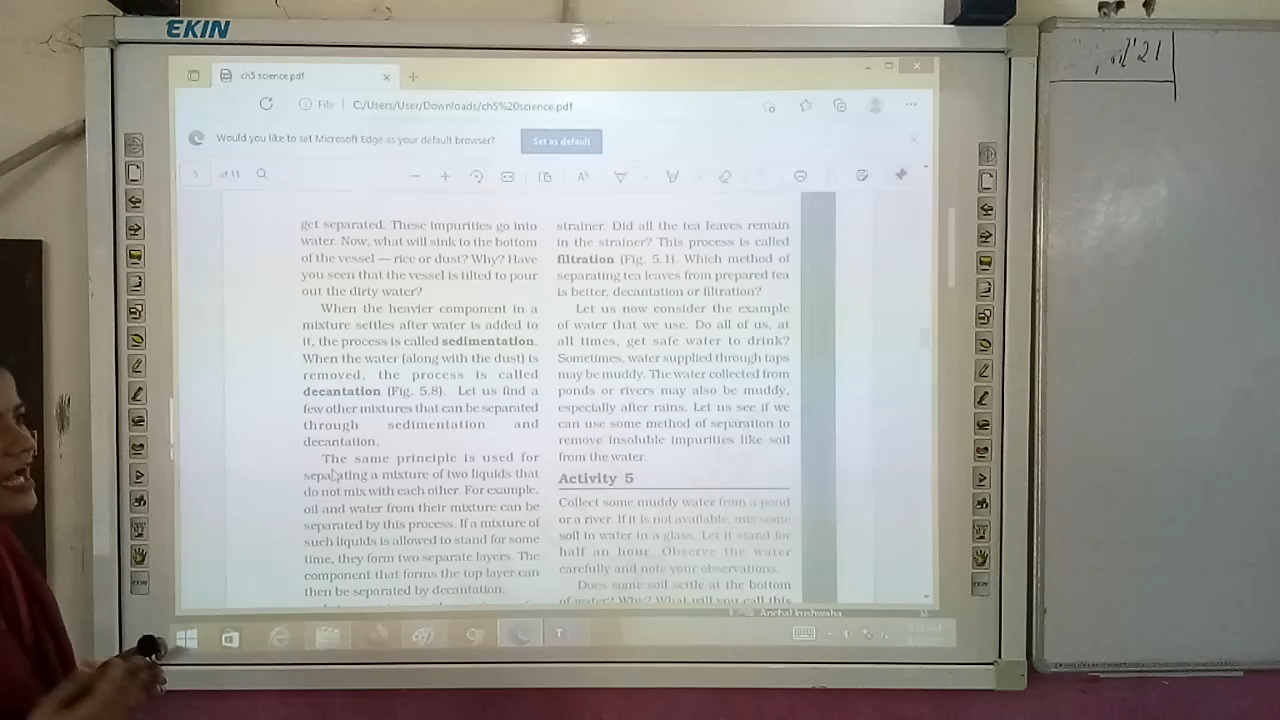 EKIN
ch5 science.pdf
File C:/Users/User/Downloads/ch5%20science.pdf
Would you like to set Microsoft Edge as your default browser? Set as default
5 of 11
get separated. These impurities go into
water. Now, what will sink to the bottom
of the vessel — rice or dust? Why? Have
you seen that the vessel is tilted to pour
out the dirty water?
When the heavier component in a
mixture settles after water is added to
it, the process is called sedimentation.
When the water (along with the dust) is
removed, the process is called
decantation (Fig. 5.8). Let us find a
few other mixtures that can be separated
through sedimentation and
decantation.
The same principle is used for
separating a mixture of two liquids that
do not mix with each other. For example,
oil and water from their mixture can be
separated by this process. If a mixture of
such liquids is allowed to stand for some
time, they form two separate layers. The
component that forms the top layer can
then be separated by decantation.
strainer. Did all the tea leaves remain
in the strainer? This process is called
filtration (Fig. 5.1). Which method of
separating tea leaves from prepared tea
is better, decantation or filtration?
Let us now consider the example
of water that we use. Do all of us, at
all times, get safe water to drink?
Sometimes, water supplied through taps
may be muddy. The water collected from
ponds or rivers may also be muddy,
especially after rains. Let us see if we
can use some method of separation to
remove insoluble impurities like soil
from the water.
Activity 5
Collect some muddy water from a pond
or a river. If it is not available, mix some
soil to water in a glass. Let it stand for
half an hour. Observe the water
carefully and note your observations.
Does some soil settle at the bottom
of water? Why? What will you call this
Anchal kushwaha
EKIN
EKIN